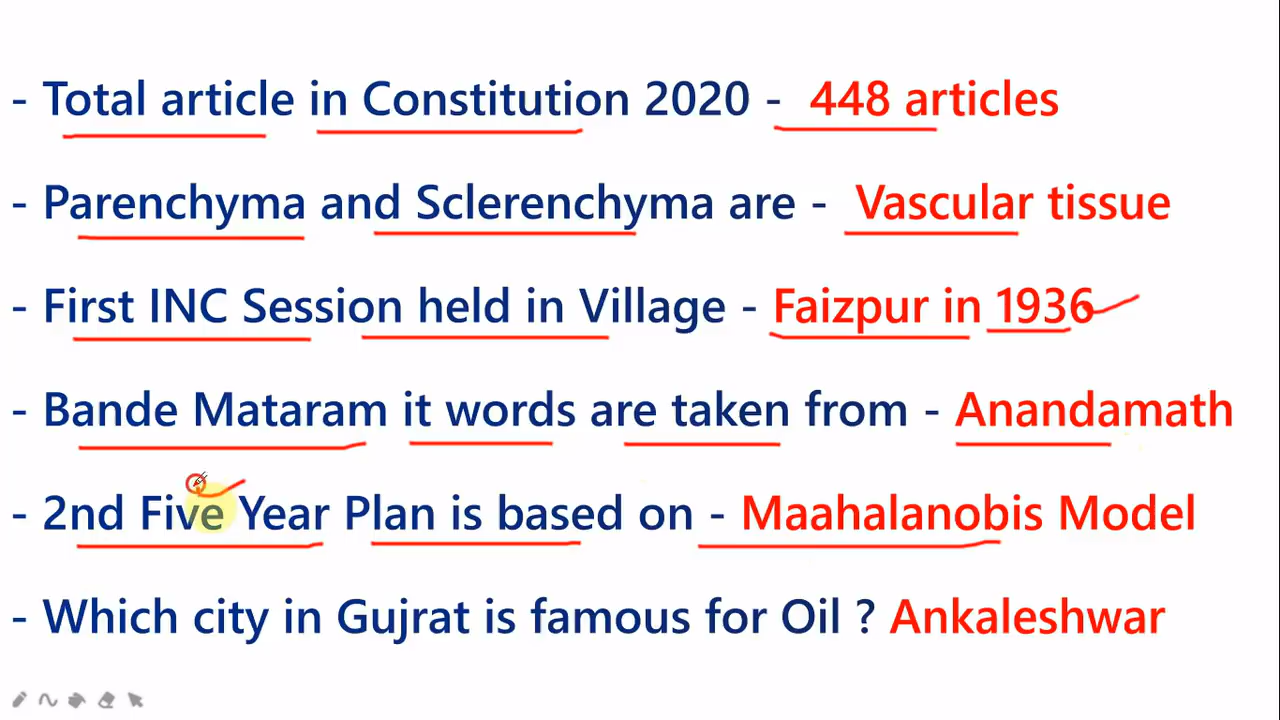 - Total article in Constitution 2020 - 448 articles
- Parenchyma and Sclerenchyma are - Vascular tissue
- First INC Session held in Village - Faizpur in 1936
- Bande Mataram it words are taken from - Anandamath
- 2nd Five Year Plan is based on - Maahalanobis Model
- Which city in Gujrat is famous for Oil ? Ankaleshwar